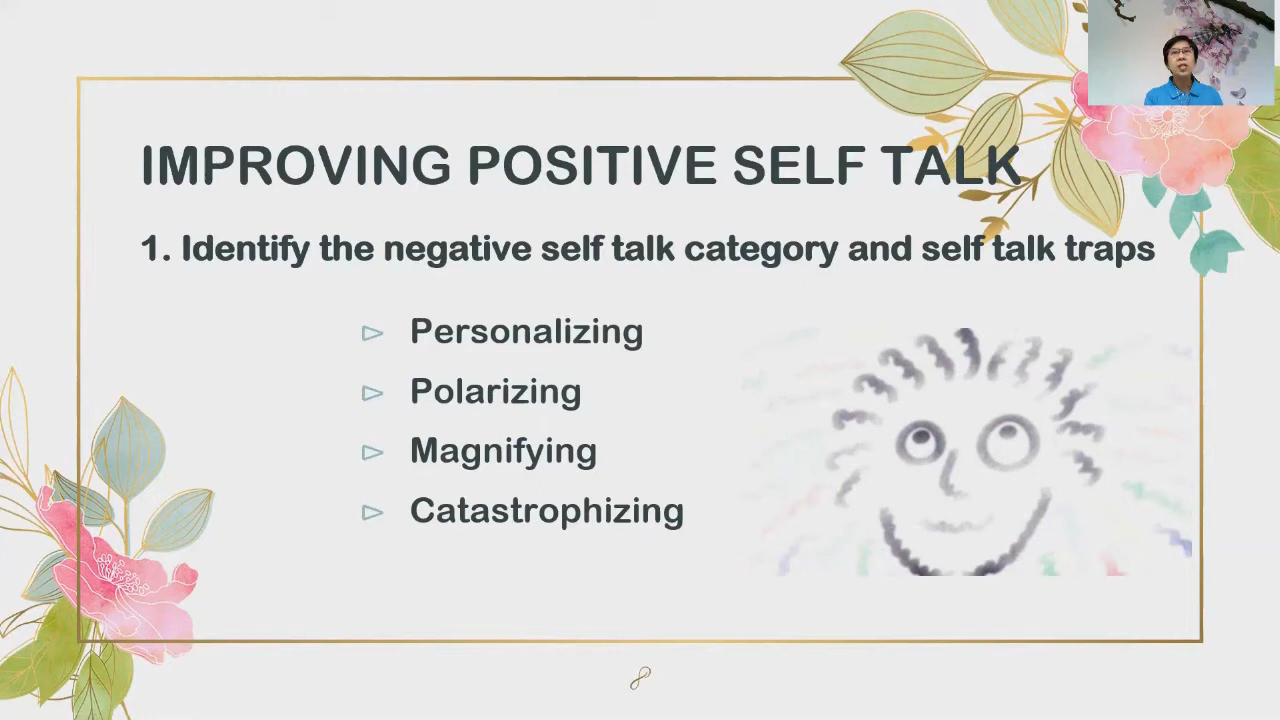 IMPROVING POSITIVE SELF TALK
1. Identify the negative self talk category and self talk traps
Personalizing
Polarizing
Magnifying
Catastrophizing
8